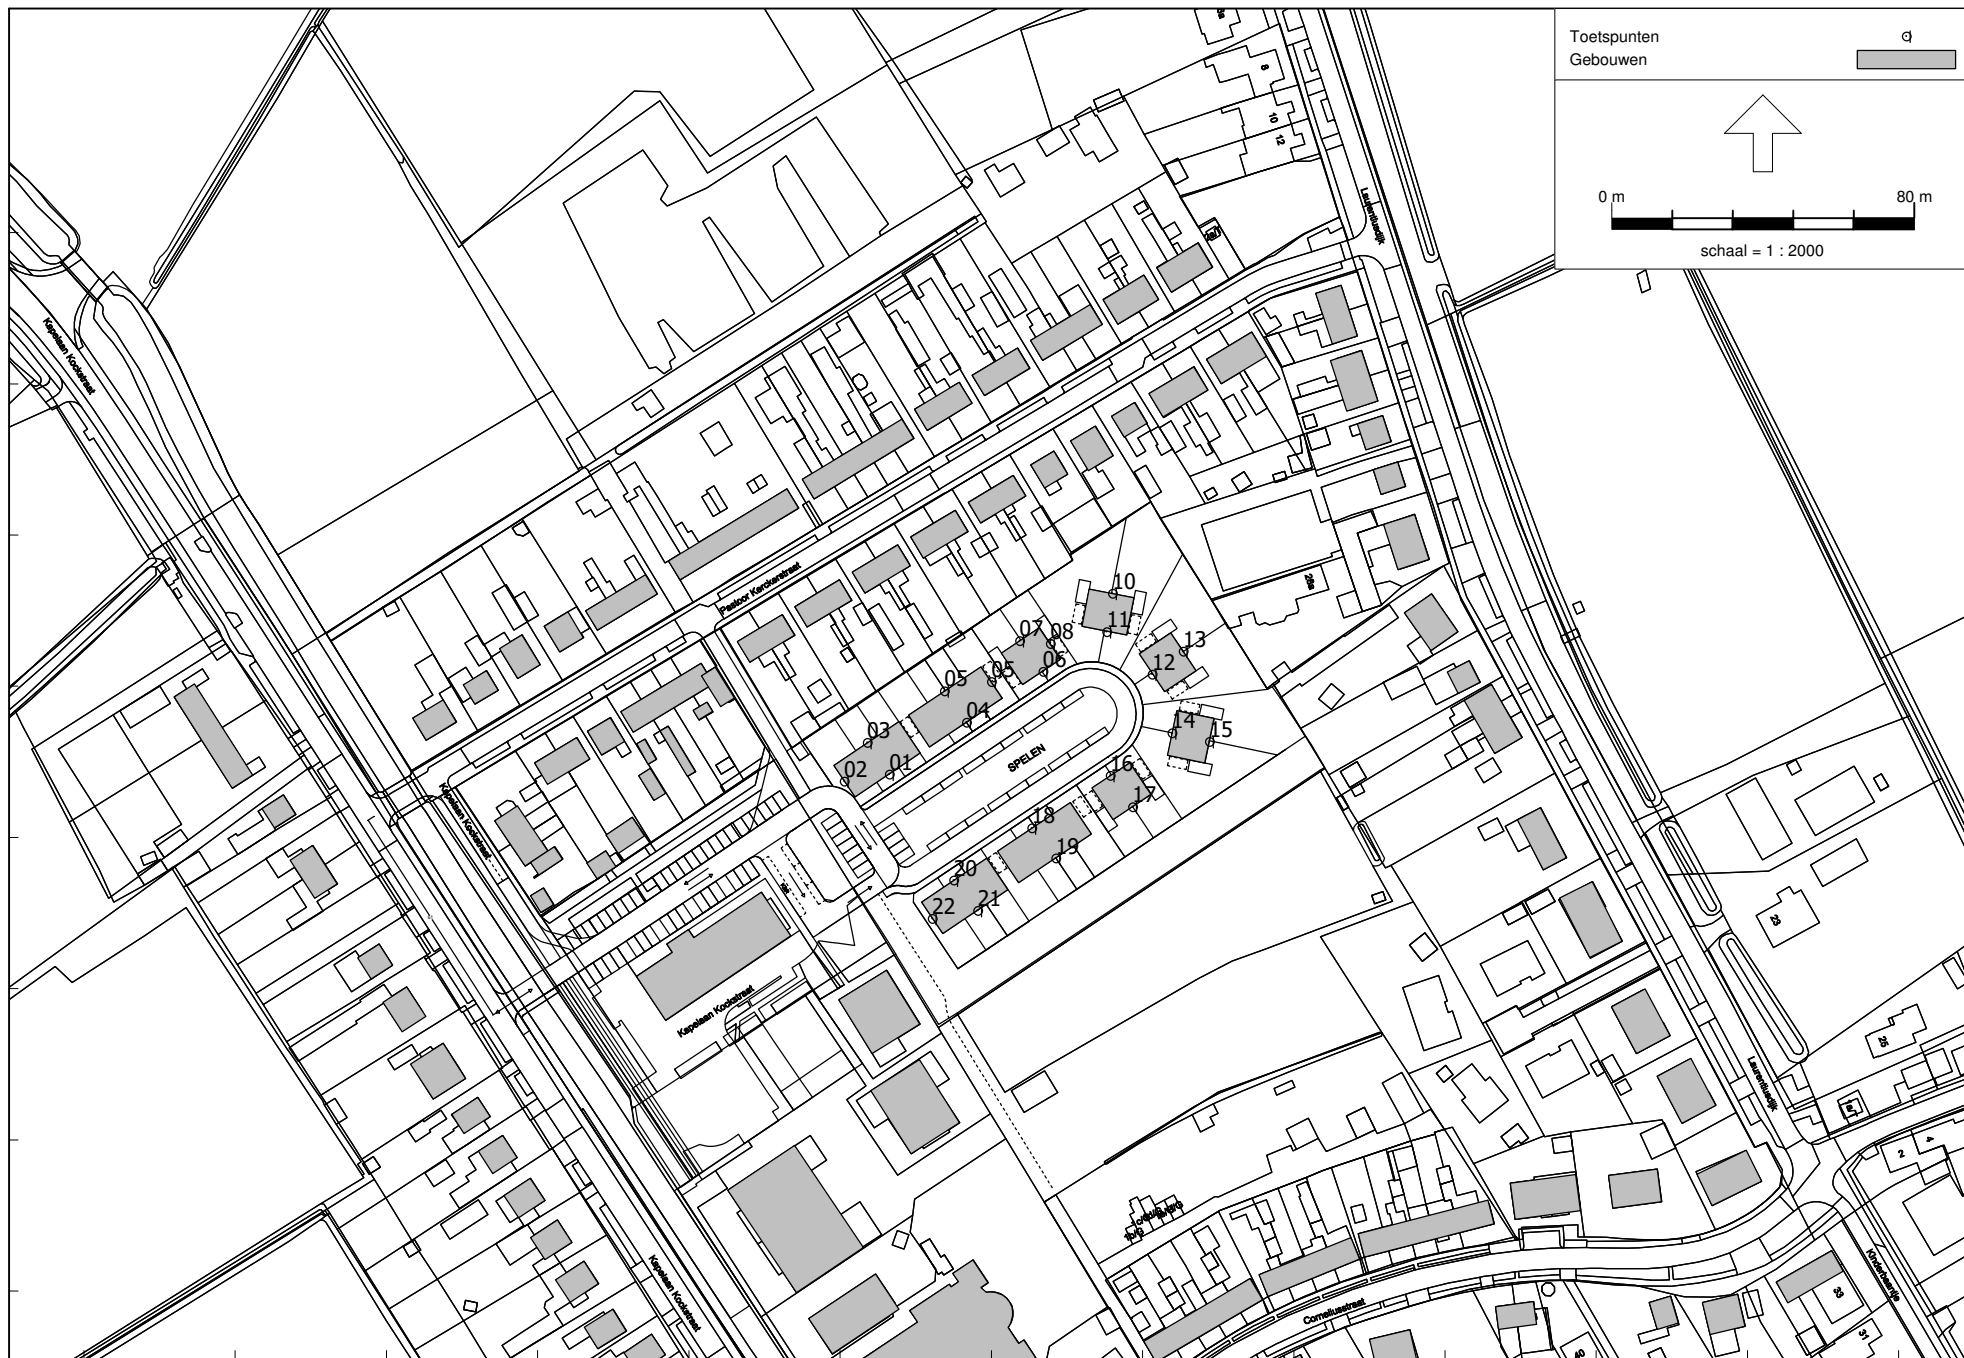 Toetspunten
Gebouwen
0 m
80 m
schaal = 1 : 2000
8
10
12
Laurentiusdijk
Kapelaan Kockstraat
Pastoor Kerckerstraat
28a
10
11
13
12
07
08
06
05
05
04
03
02
01
14
15
16
17
18
19
20
21
22
SPELEN
Kapelaan Kockstraat
Kapelaan Kockstraat
23
25
Laurentiusdijk
2
4
Kapelaan Kockstraat
Corneliusstraat
Kinderbaantje
33
31
40